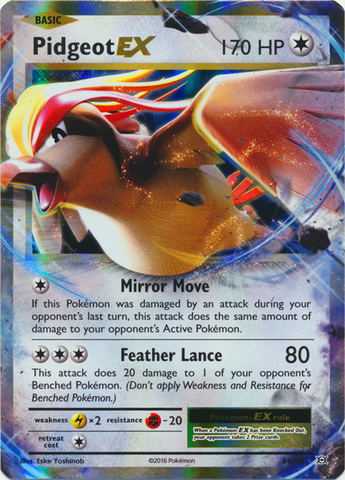 BASIC
Pidgeot EX 170 HP
Mirror Move
If this Pokémon was damaged by an attack during your
opponent's last turn, this attack does the same amount
of damage to your opponent's Active Pokémon.
Feather Lance 80
This attack does 20 damage to 1 of your opponent's
Benched Pokémon. (Don't apply Weakness and Resistance for
Benched Pokémon.)
weakness ×2 resistance -20
Pokémon-EX rule
When a Pokémon-EX has been Knocked Out,
your opponent takes 2 Prize cards.
retreat
cost
Illus. Eske Yoshinob
©2016 Pokémon